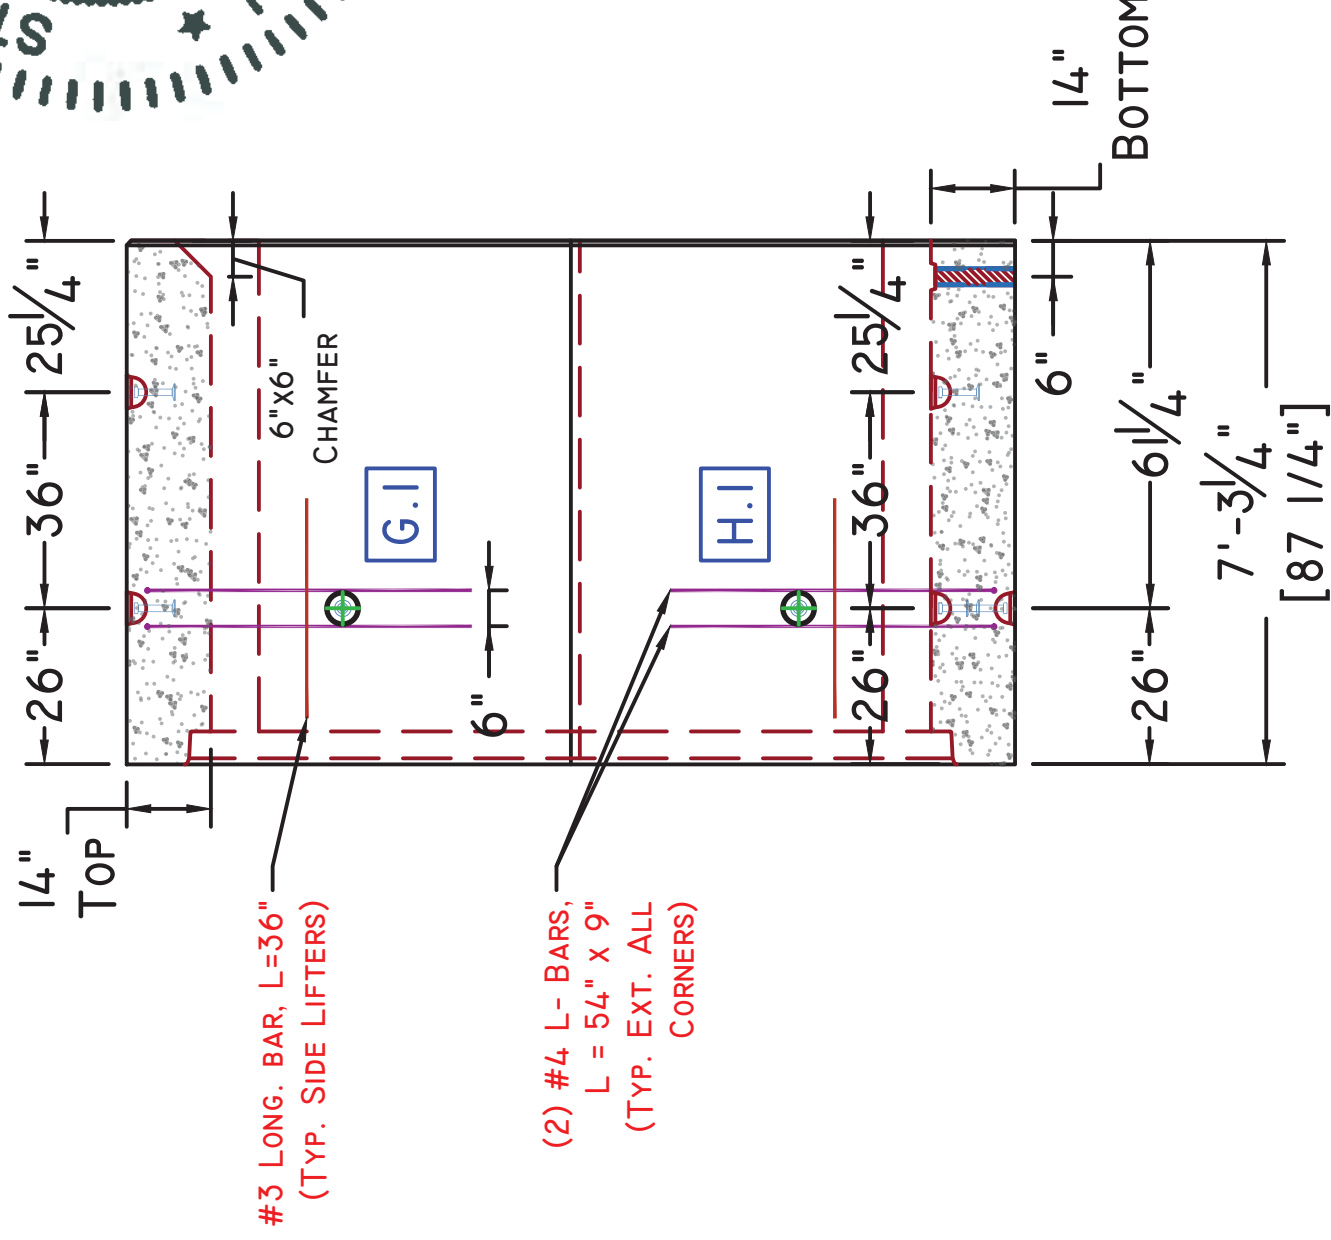 14"
TOP
26"
36"
25 1/4"
6"x6"
CHAMFER
G.1
H.1
6"
26"
36"
25 1/4"
14"
BOTTOM
6"
26"
61 1/4"
7'-3 1/4"
[87 1/4"]
#3 LONG. BAR, L=36"
(TYP. SIDE LIFTERS)
(2) #4 L- BARS,
L = 54" x 9"
(TYP. EXT. ALL
CORNERS)